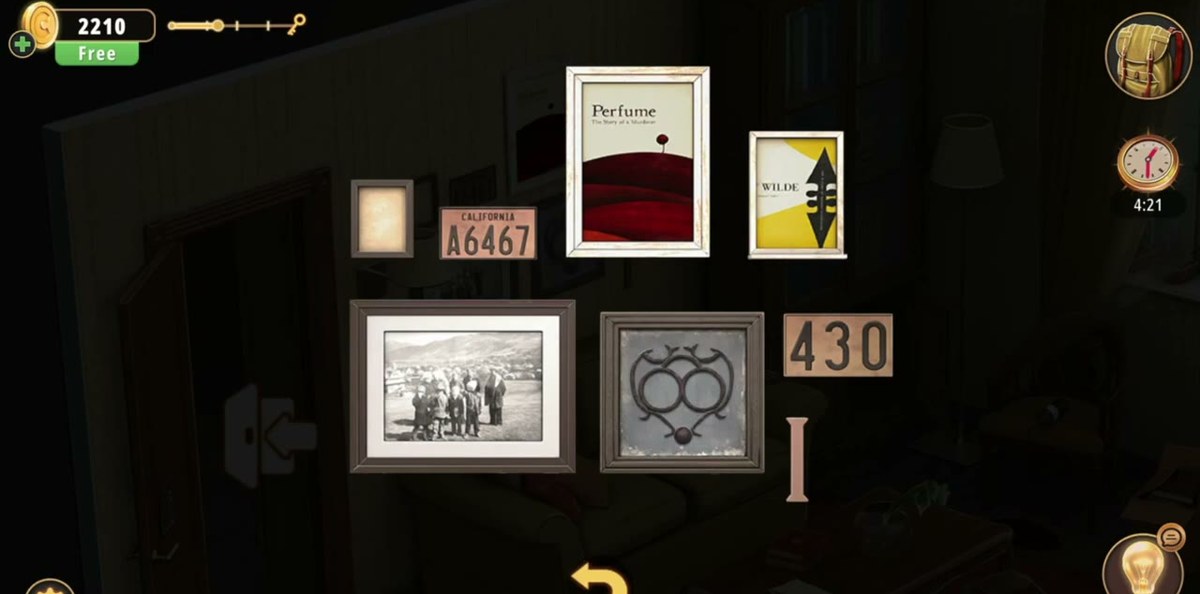 2210
Free
Perfume
The Story of a Murderer
WILDE
CALIFORNIA
A6467
4:21
430